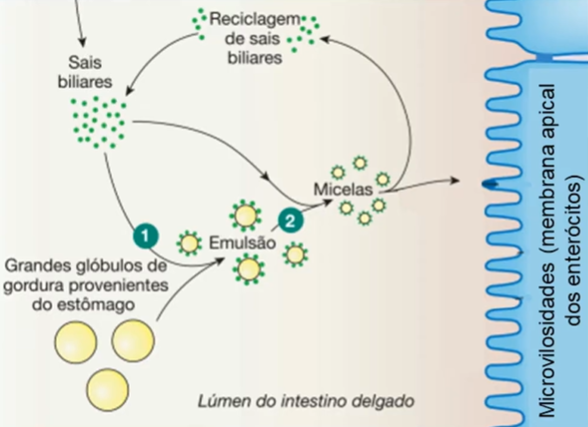 Reciclagem
de sais
biliares
Sais
biliares
Micelas
1
2
Emulsão
Grandes glóbulos de
gordura provenientes
do estômago
Lúmen do intestino delgado
Microvilosidades (membrana apical
dos enterócitos)